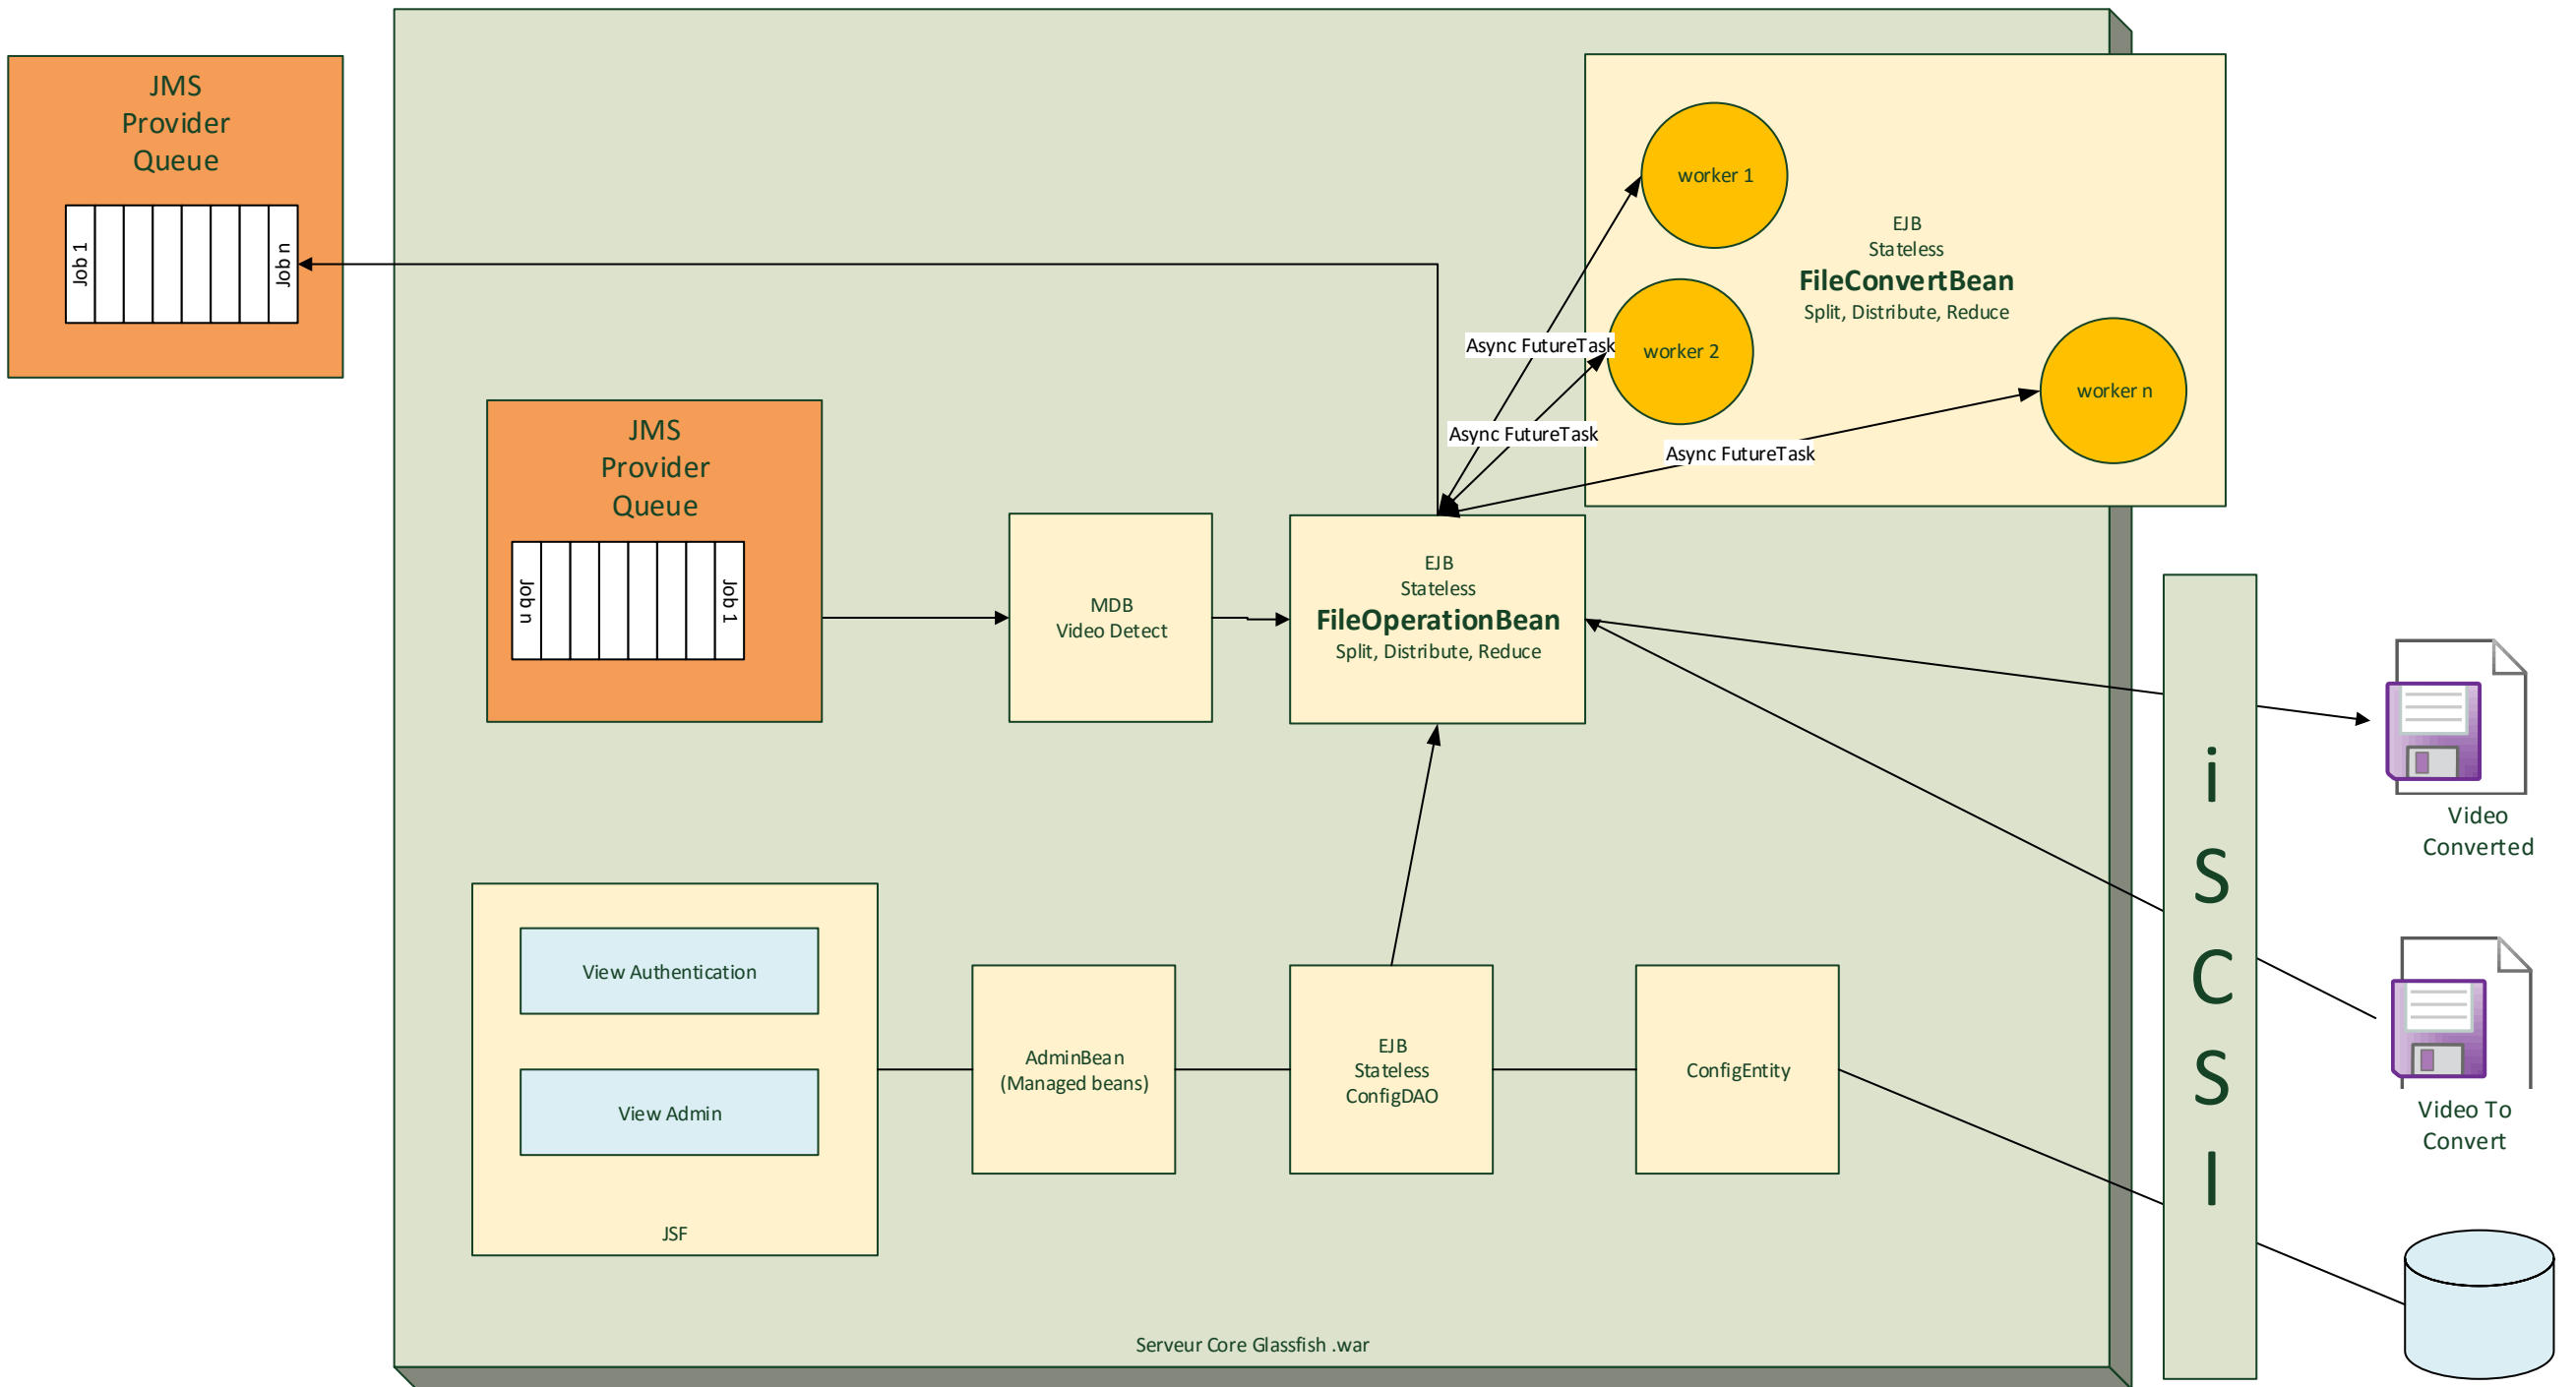 JMS
Provider
Queue
Job 1
Job n
worker 1
EJB
Stateless
FileConvertBean
Split, Distribute, Reduce
worker 2
worker n
Async FutureTask
Async FutureTask
Async FutureTask
JMS
Provider
Queue
Job n
Job 1
MDB
Video Detect
EJB
Stateless
FileOperationBean
Split, Distribute, Reduce
iSCSI
Video
Converted
View Authentication
View Admin
JSF
AdminBean
(Managed beans)
EJB
Stateless
ConfigDAO
ConfigEntity
Video To
Convert
Serveur Core Glassfish .war